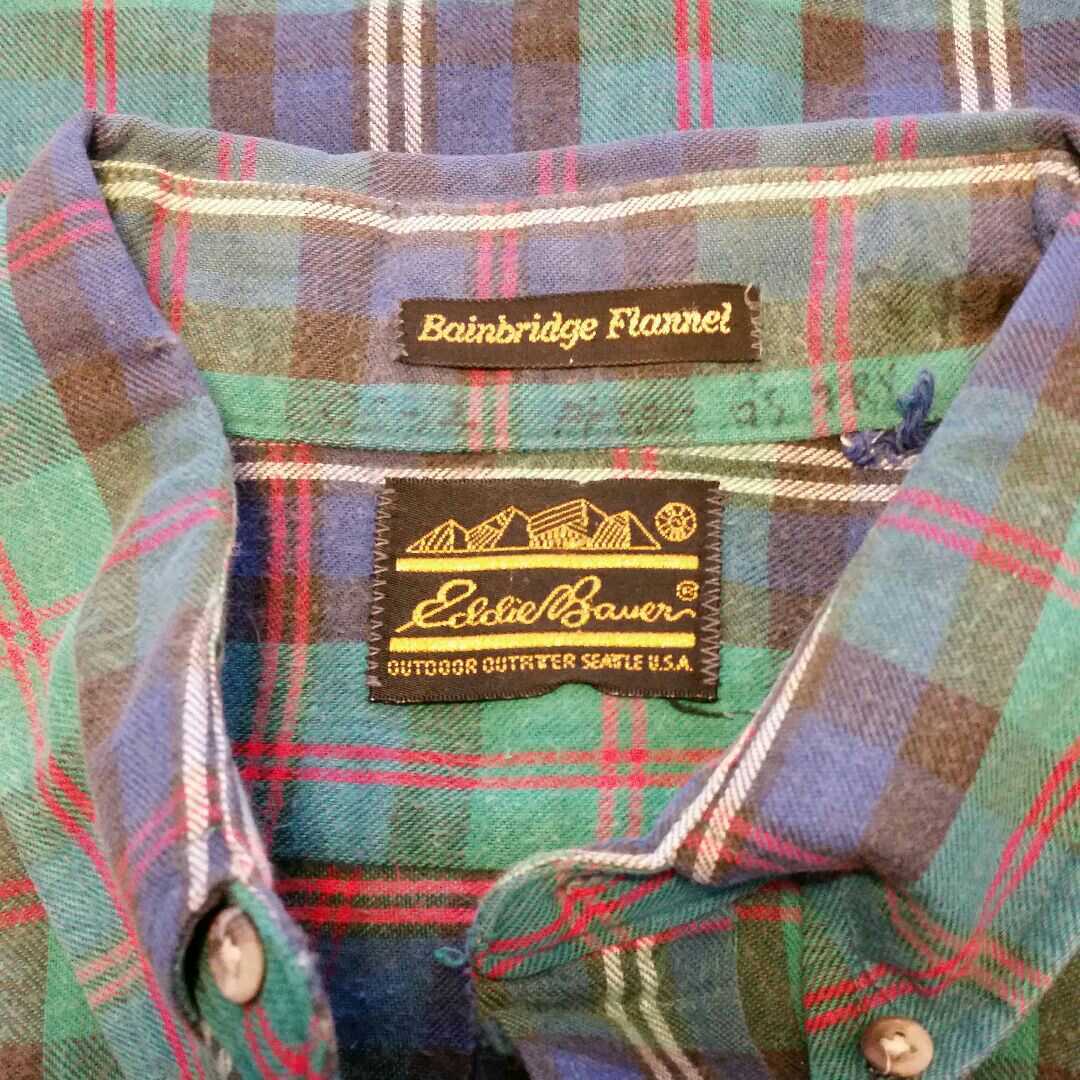 Bainbridge Flannel
Eddie Bauer ®
OUTDOOR OUTFITTER SEATTLE U.S.A.